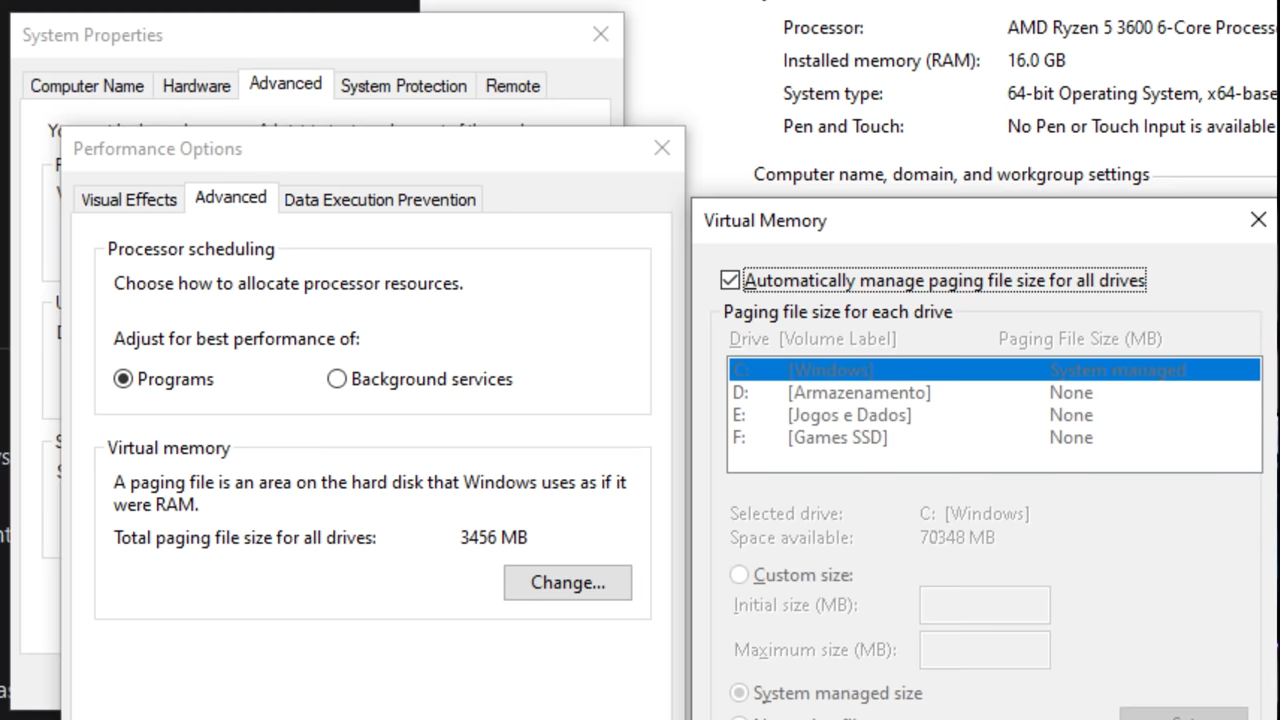 System Properties
Computer Name
Hardware
Advanced
System Protection
Remote
Performance Options
Visual Effects
Advanced
Data Execution Prevention
Processor scheduling
Choose how to allocate processor resources.
Adjust for best performance of:
Programs
Background services
Virtual memory
A paging file is an area on the hard disk that Windows uses as if it
were RAM.
Total paging file size for all drives: 3456 MB
Change...
Processor: AMD Ryzen 5 3600 6-Core Process
Installed memory (RAM): 16.0 GB
System type: 64-bit Operating System, x64-base
Pen and Touch: No Pen or Touch Input is available
Computer name, domain, and workgroup settings
Virtual Memory
Automatically manage paging file size for all drives
Paging file size for each drive
Drive [Volume Label] Paging File Size (MB)
C: [Windows] System managed
D: [Armazenamento] None
E: [Jogos e Dados] None
F: [Games SSD] None
Selected drive: C: [Windows]
Space available: 70348 MB
Custom size:
Initial size (MB):
Maximum size (MB):
System managed size